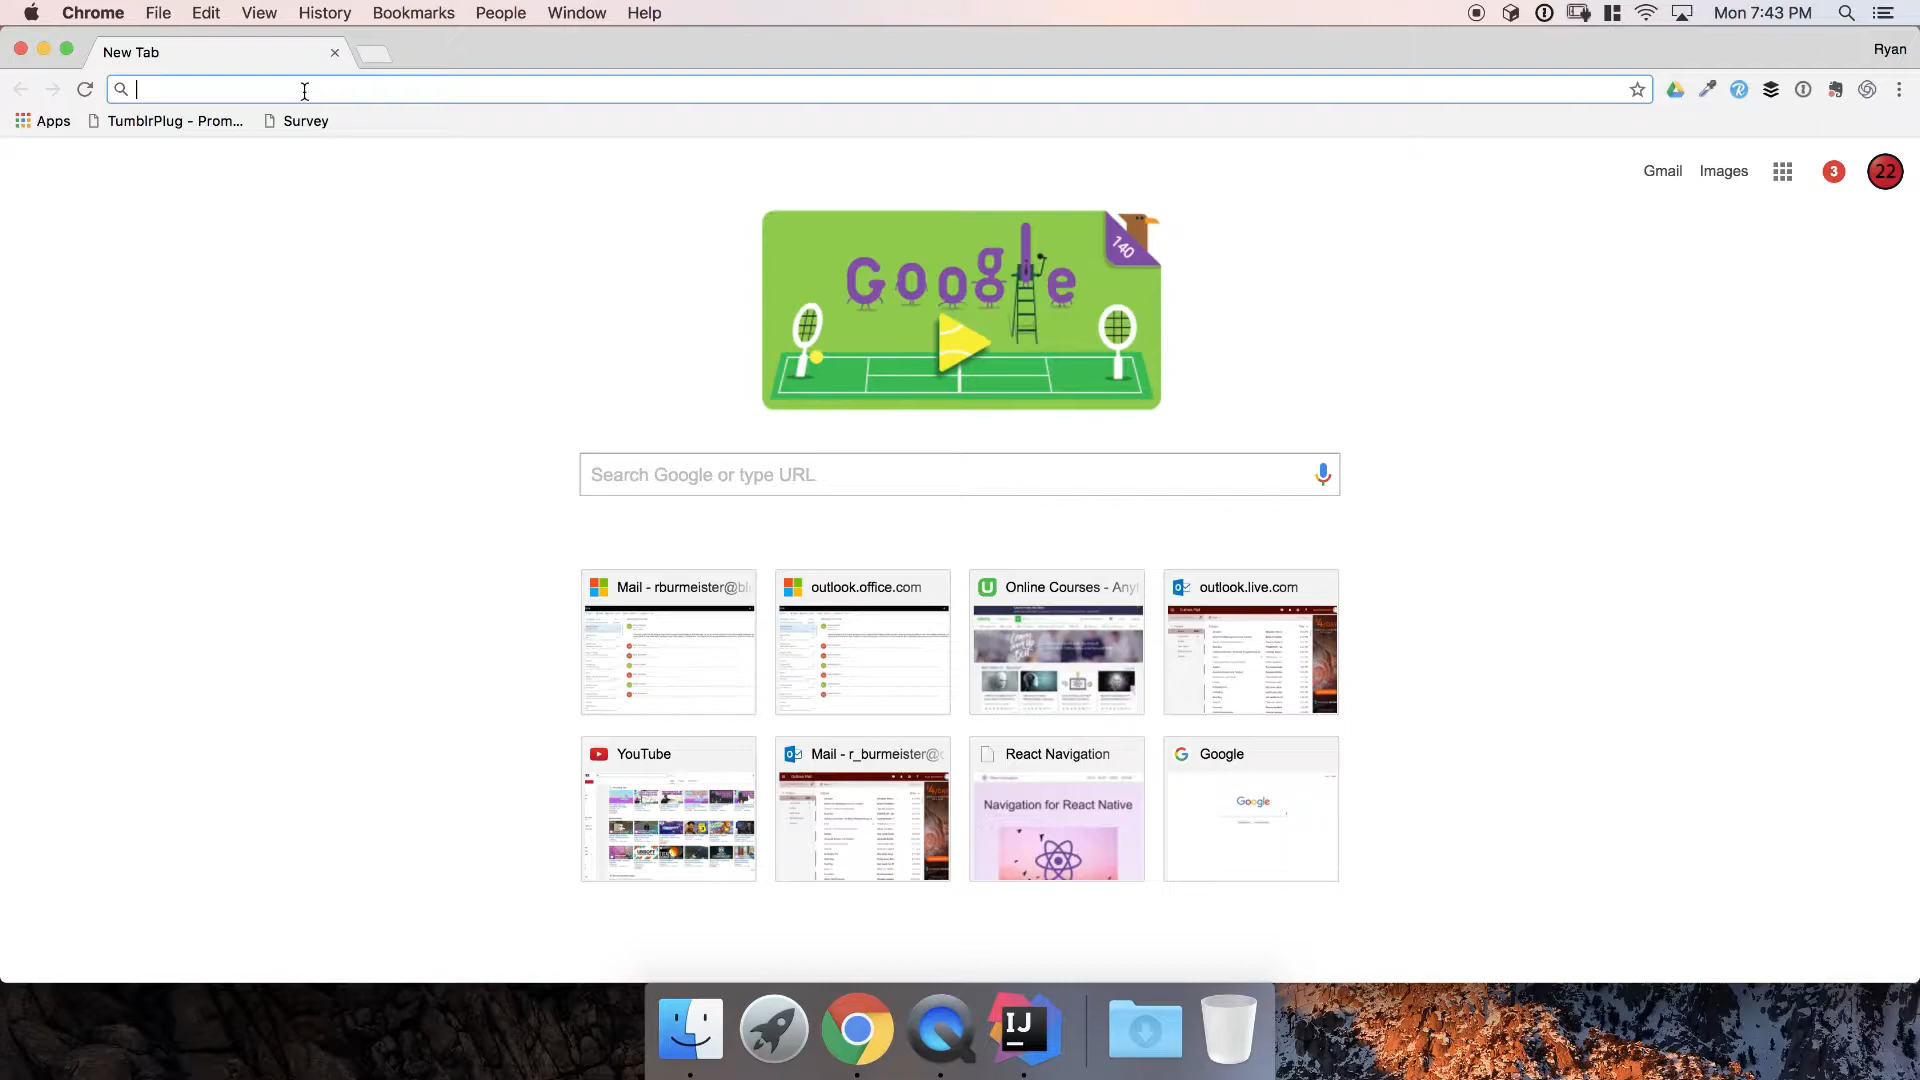 Chrome File Edit View History Bookmarks People Window Help Mon 7:43 PM
New Tab Ryan
Apps TumblrPlug - Prom... Survey
Gmail Images 3 22
Google 140
Search Google or type URL
Mail - rburmeister@bl outlook.office.com Online Courses - Any outlook.live.com
YouTube Mail - r_burmeister@ React Navigation Google
Navigation for React Native
Google
IJ